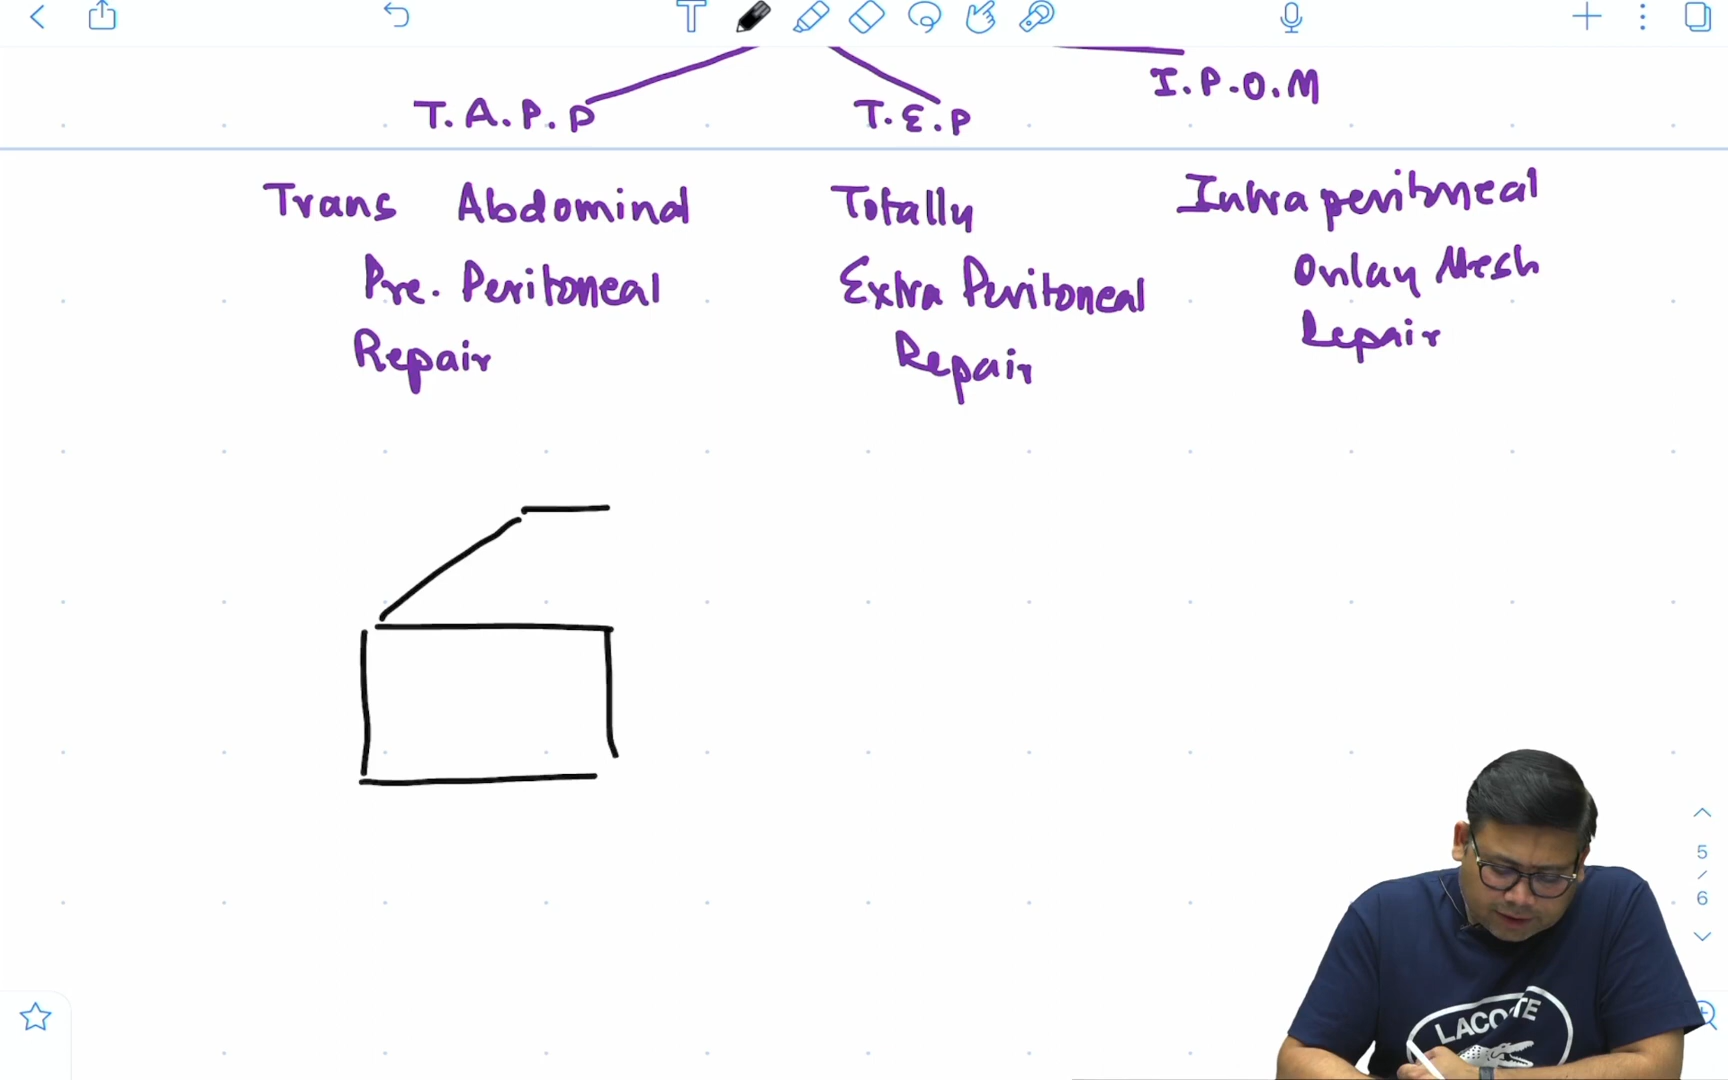 I.P.O.M
T.A.P.P
T.E.P
Trans Abdominal
Pre. Peritoneal
Repair
Totally
Extra Peritoneal
Repair
Intraperitoneal
Onlay Mesh
Repair
5
/
6
LACOSTE